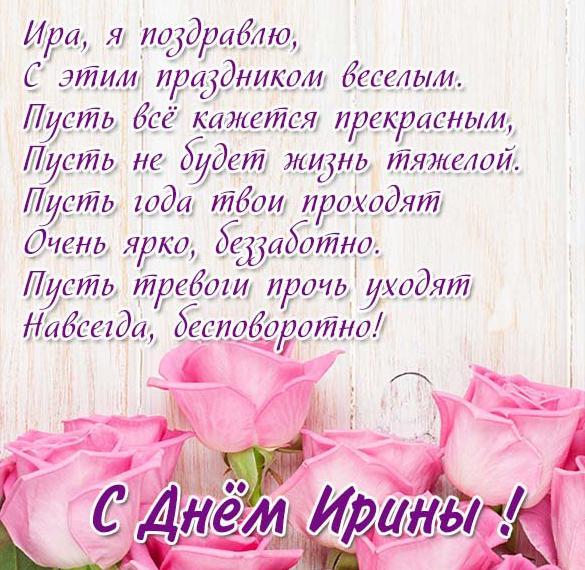 Ира, я поздравлю,
С этим праздником веселым.
Пусть всё кажется прекрасным,
Пусть не будет жизнь тяжелой.
Пусть года твои проходят
Очень ярко, беззаботно.
Пусть тревоги прочь уходят
Навсегда, бесповоротно!
С Днём Ирины !